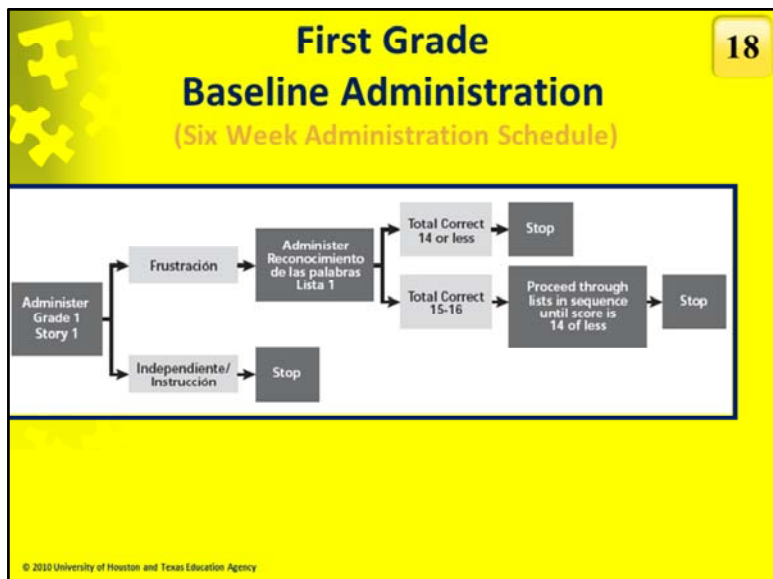 First Grade
Baseline Administration
(Six Week Administration Schedule)
18
Administer
Grade 1
Story 1
Frustración
Administer
Reconocimiento
de las palabras
Lista 1
Total Correct
14 or less
Stop
Total Correct
15-16
Proceed through
lists in sequence
until score is
14 of less
Stop
Independiente/
Instrucción
Stop
© 2010 University of Houston and Texas Education Agency